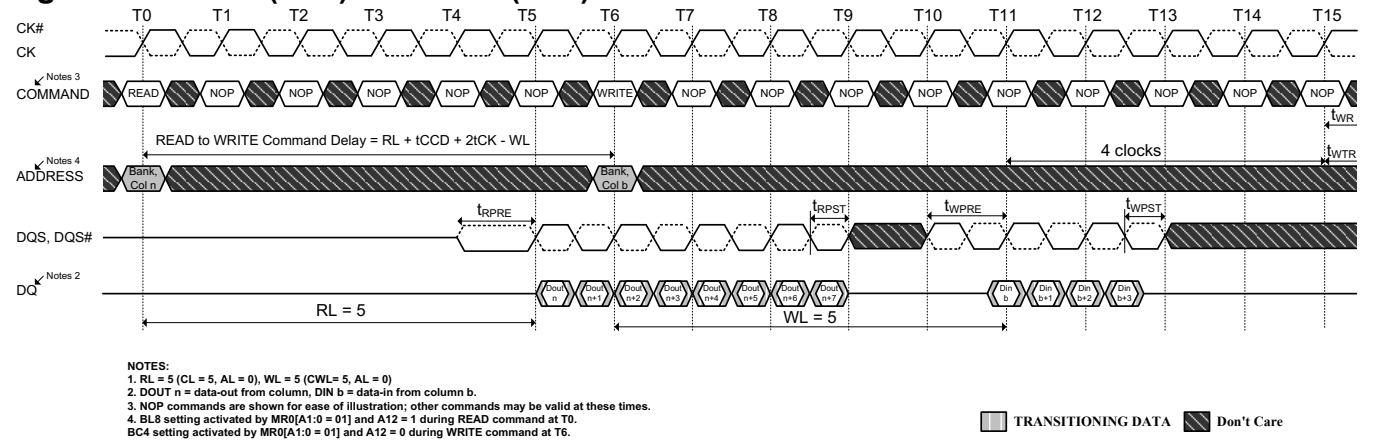 T0 T1 T2 T3 T4 T5 T6 T7 T8 T9 T10 T11 T12 T13 T14 T15
CK#
CK
Notes 3
COMMAND READ NOP NOP NOP NOP NOP WRITE NOP NOP NOP NOP NOP NOP NOP NOP NOP
tWR
READ to WRITE Command Delay = RL + tCCD + 2tCK - WL
4 clocks
tWTR
Notes 4
ADDRESS
Bank, Col n
Bank, Col b
tRPRE tRPST tWPRE tWPST
DQS, DQS#
Notes 2
DQ
Dout n Dout n+1 Dout n+2 Dout n+3 Dout n+4 Dout n+5 Dout n+6 Dout n+7 Din b Din b+1 Din b+2 Din b+3
RL = 5
WL = 5
NOTES:
1. RL = 5 (CL = 5, AL = 0), WL = 5 (CWL= 5, AL = 0)
2. DOUT n = data-out from column, DIN b = data-in from column b.
3. NOP commands are shown for ease of illustration; other commands may be valid at these times.
4. BL8 setting activated by MR0[A1:0 = 01] and A12 = 1 during READ command at T0.
BC4 setting activated by MR0[A1:0 = 01] and A12 = 0 during WRITE command at T6.
TRANSITIONING DATA Don't Care